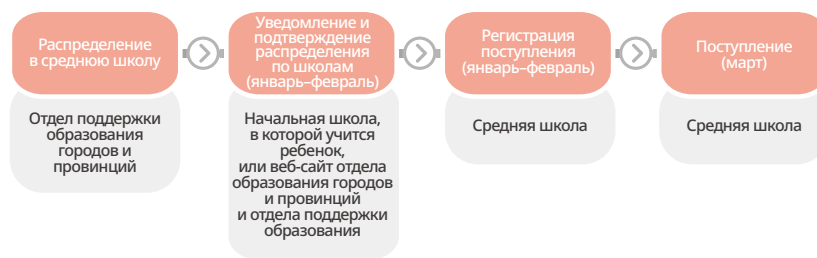 Распределение
в среднюю школу
Отдел поддержки
образования
городов и
провинций
Уведомление и
подтверждение
распределения
по школам
(январь–февраль)
Начальная школа,
в которой учится
ребенок,
или веб-сайт отдела
образования городов
и провинций
и отдела поддержки
образования
Регистрация
поступления
(январь–февраль)
Средняя школа
Поступление
(март)
Средняя школа